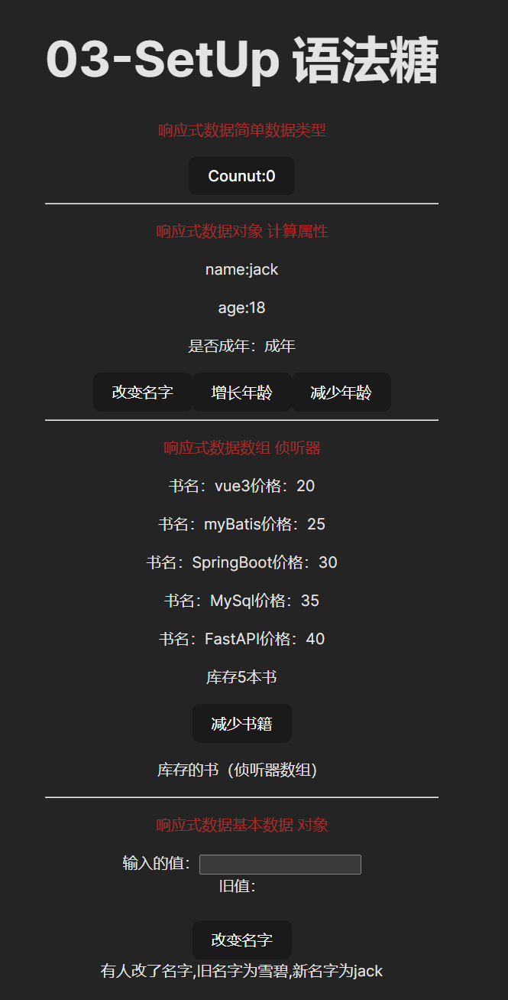 03-SetUp 语法糖
响应式数据简单数据类型
Counut:0
响应式数据对象 计算属性
name:jack
age:18
是否成年：成年
改变名字 增长年龄 减少年龄
响应式数据数组 侦听器
书名：vue3价格：20
书名：myBatis价格：25
书名：SpringBoot价格：30
书名：MySql价格：35
书名：FastAPI价格：40
库存5本书
减少书籍
库存的书（侦听器数组）
响应式数据基本数据 对象
输入的值：
旧值：
改变名字
有人改了名字,旧名字为雪碧,新名字为jack